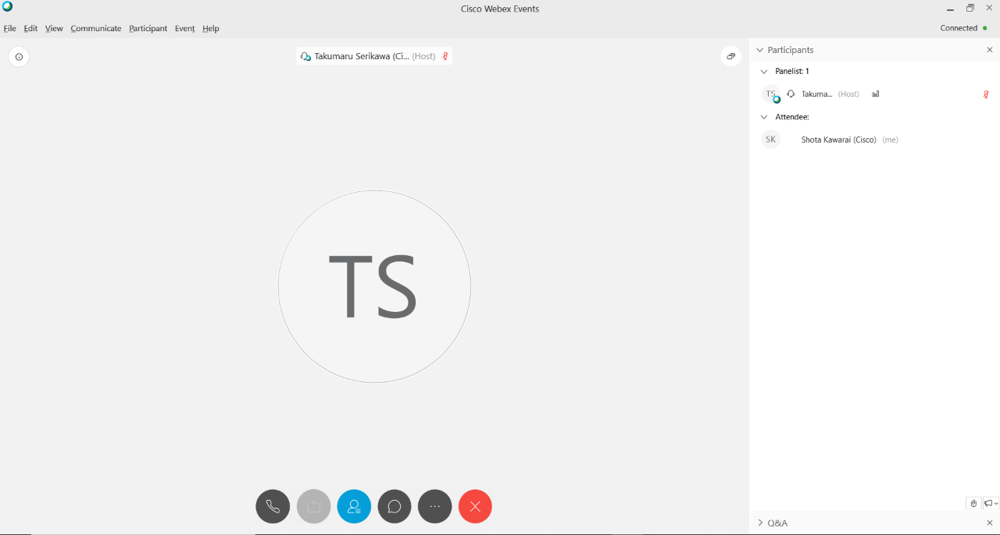 Cisco Webex Events
File Edit View Communicate Participant Event Help
Connected
Takumaru Serikawa (Ci... (Host)
Participants
Panelist: 1
TS Takuma... (Host)
Attendee:
SK Shota Kawarai (Cisco) (me)
TS
Q&A